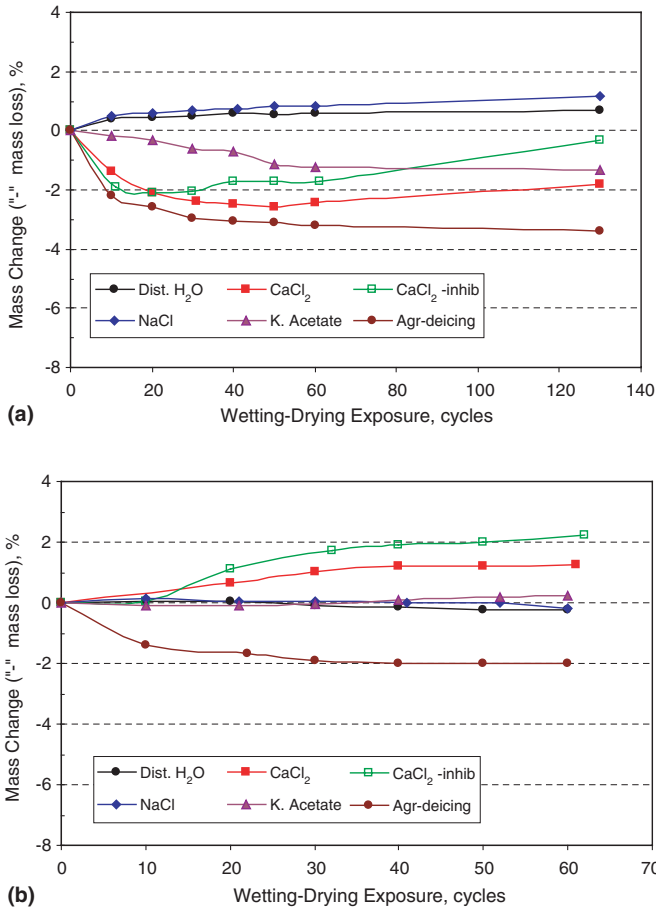 4
2
0
-2
-4
-6
-8
Mass Change ("-" mass loss), %
Dist. H₂O CaCl₂ CaCl₂ -inhib
NaCl K. Acetate Agr-deicing
0 20 40 60 80 100 120 140
(a) Wetting-Drying Exposure, cycles
4
2
0
-2
-4
-6
-8
Mass Change ("-" mass loss), %
Dist. H₂O CaCl₂ CaCl₂ -inhib
NaCl K. Acetate Agr-deicing
0 10 20 30 40 50 60 70
(b) Wetting-Drying Exposure, cycles